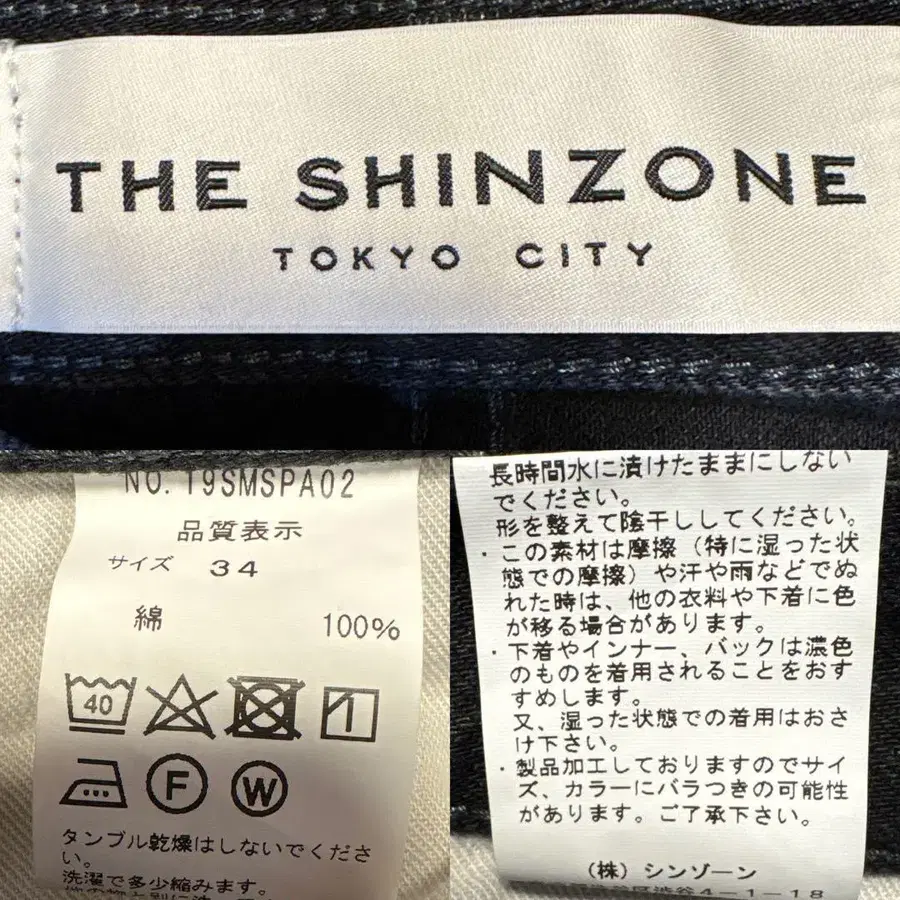 THE SHINZONE
TOKYO CITY
NO. 19SMSPA02
品質表示
サイズ 34
綿 100%
40
F W
タンブル乾燥はしないでくださ
い。
洗濯で多少縮みます。
長時間水に漬けたままにしない
でください。
形を整えて陰干ししてください。
・この素材は摩擦（特に湿った状
態での摩擦）や汗や雨などでぬ
れた時は、他の衣料や下着に色
が移る場合があります。
・下着やインナー、バックは濃色
のものを着用されることをおす
すめします。
又、湿った状態での着用はおさ
け下さい。
・製品加工しておりますのでサイ
ズ、カラーにバラつきの可能性
があります。ご了承下さい。
（株）シンゾーン
渋谷4-1-18